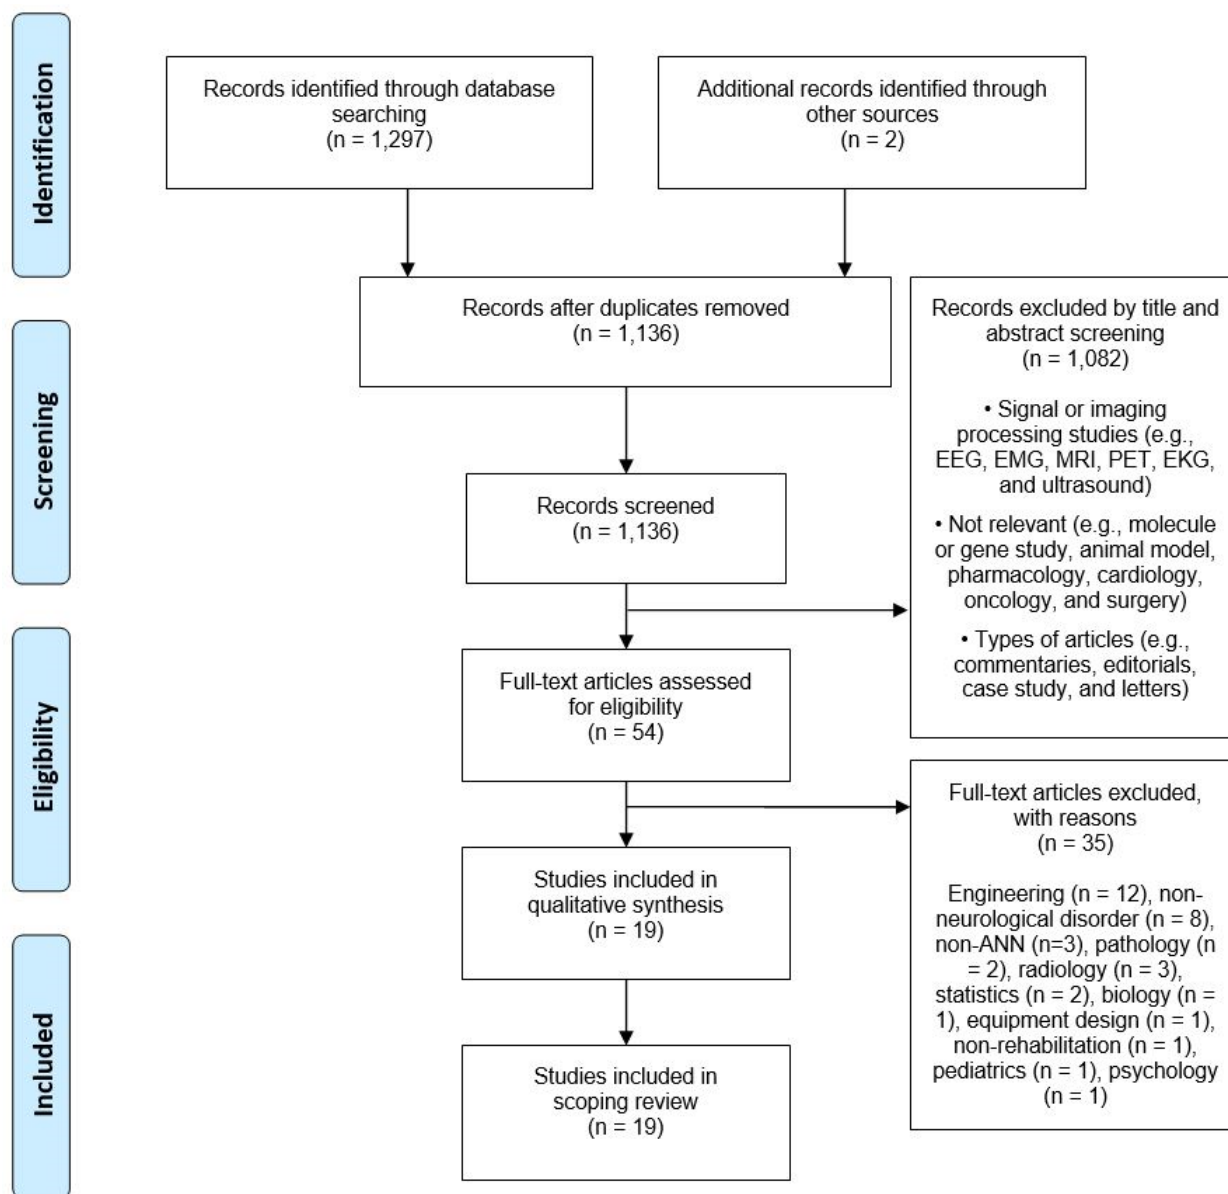 Identification
Records identified through database
searching
(n = 1,297)
Additional records identified through
other sources
(n = 2)
Records after duplicates removed
(n = 1,136)
Screening
Records screened
(n = 1,136)
Records excluded by title and
abstract screening
(n = 1,082)
• Signal or imaging
processing studies (e.g.,
EEG, EMG, MRI, PET, EKG,
and ultrasound)
• Not relevant (e.g., molecule
or gene study, animal model,
pharmacology, cardiology,
oncology, and surgery)
• Types of articles (e.g.,
commentaries, editorials,
case study, and letters)
Eligibility
Full-text articles assessed
for eligibility
(n = 54)
Full-text articles excluded,
with reasons
(n = 35)
Engineering (n = 12), non-
neurological disorder (n = 8),
non-ANN (n=3), pathology (n
= 2), radiology (n = 3),
statistics (n = 2), biology (n =
1), equipment design (n = 1),
non-rehabilitation (n = 1),
pediatrics (n = 1), psychology
(n = 1)
Studies included in
qualitative synthesis
(n = 19)
Included
Studies included in
scoping review
(n = 19)